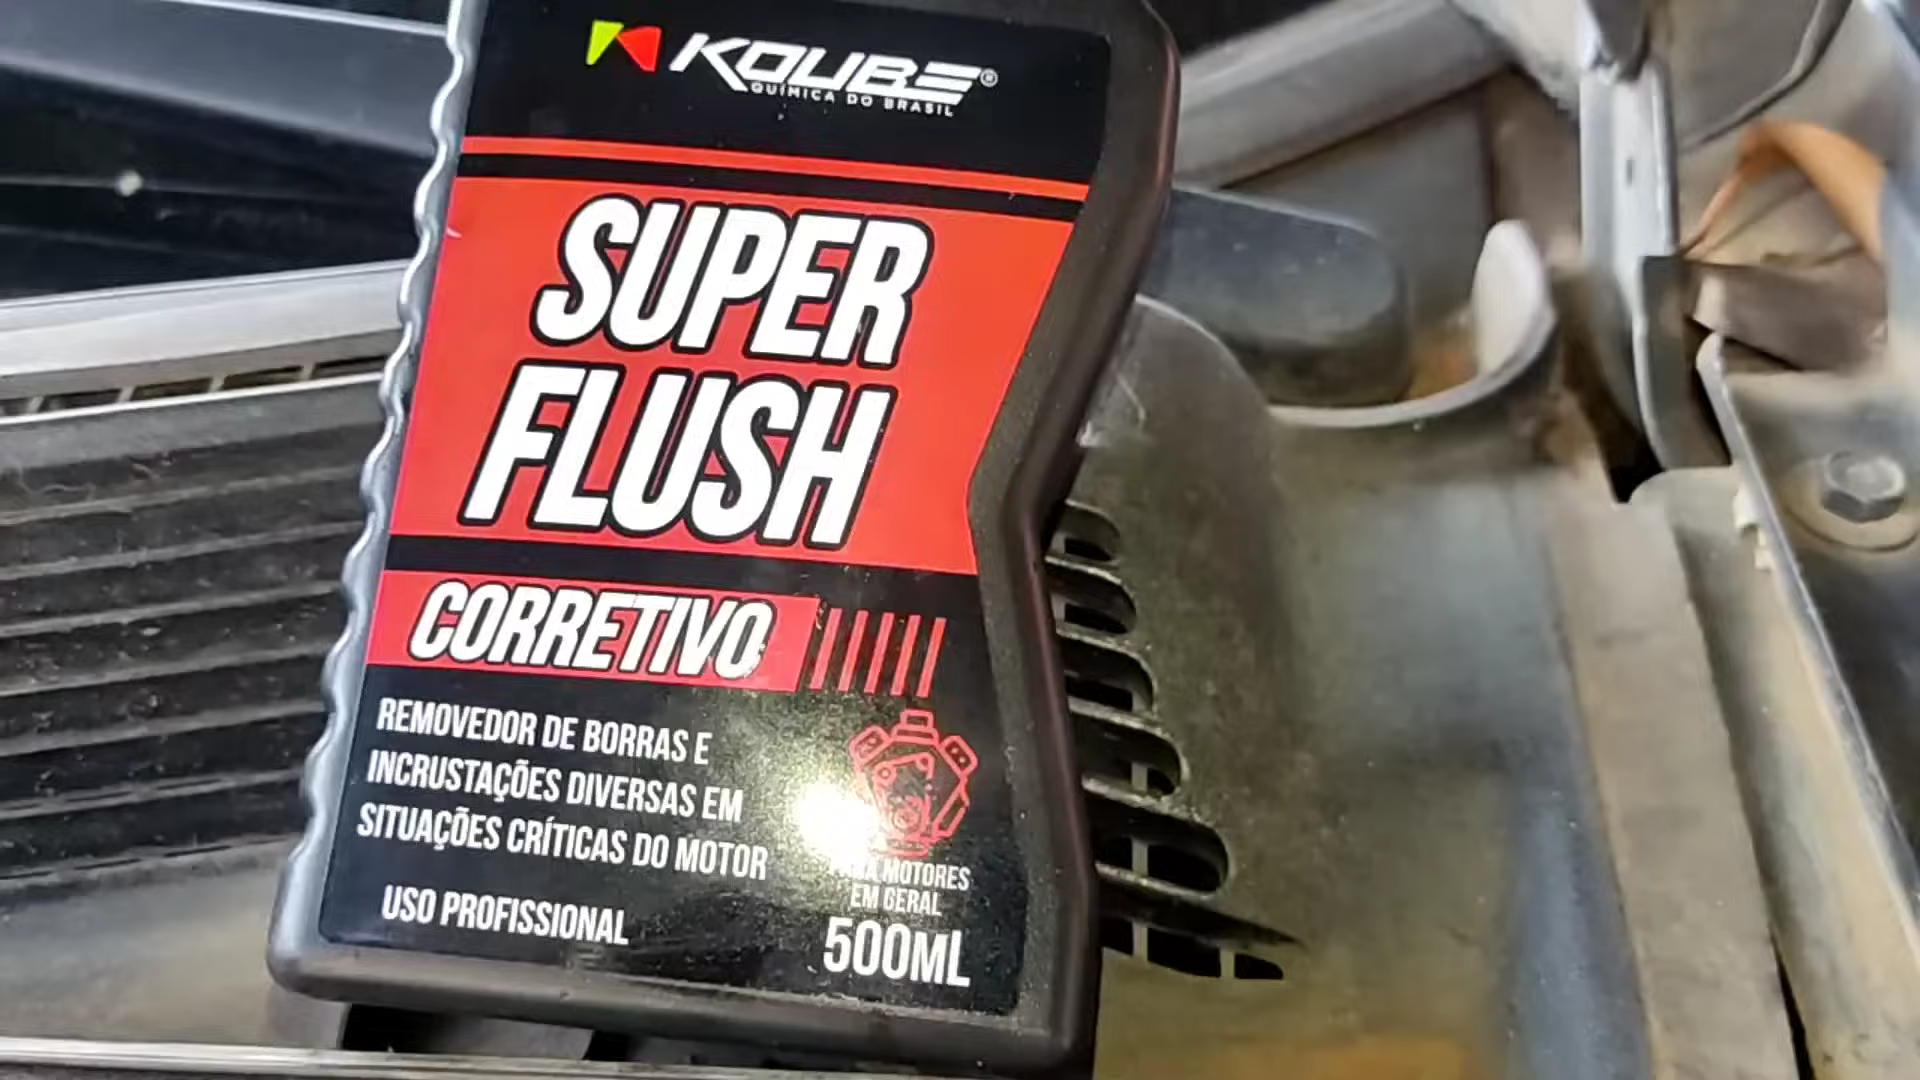 KOUBE®
QUÍMICA DO BRASIL
SUPER
FLUSH
CORRETIVO
REMOVEDOR DE BORRAS E
INCRUSTAÇÕES DIVERSAS EM
SITUAÇÕES CRÍTICAS DO MOTOR
USO PROFISSIONAL
MOTORES
EM GERAL
500ML